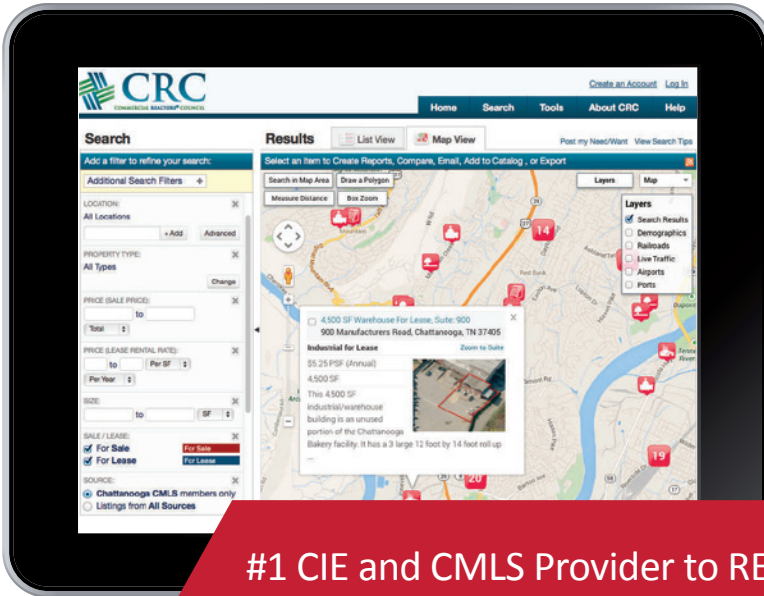 CRC
COMMERCIAL REALTORS® COUNCIL
Create an Account Log In
Home Search Tools About CRC Help
Search
Results List View Map View
Post my Need/Want View Search Tips
Add a filter to refine your search:
Select an item to Create Reports, Compare, Email, Add to Catalog , or Export
Additional Search Filters +
Search in Map Area Draw a Polygon
Measure Distance Box Zoom
Layers Map
Layers
Search Results
Demographics
Railroads
Live Traffic
Airports
Ports
LOCATION:
All Locations
+Add Advanced
PROPERTY TYPE:
All Types
Change
PRICE (SALE PRICE):
to
Total
PRICE (LEASE RENTAL RATE):
to Per SF
Per Year
SIZE:
to SF
SALE / LEASE:
For Sale For Sale
For Lease For Lease
SOURCE:
Chattanooga CMLS members only
Listings from All Sources
14
Red Bank
4,500 SF Warehouse For Lease, Suite: 900
900 Manufacturers Road, Chattanooga, TN 37405
Industrial for Lease Zoom to Suite
$5.25 PSF (Annual)
4,500 SF
This 4,500 SF
industrial/warehouse
building is an unused
portion of the Chattanooga
Bakery facility. It has a 3 large 12 foot by 14 foot roll up
...
19
20
#1 CIE and CMLS Provider to RE